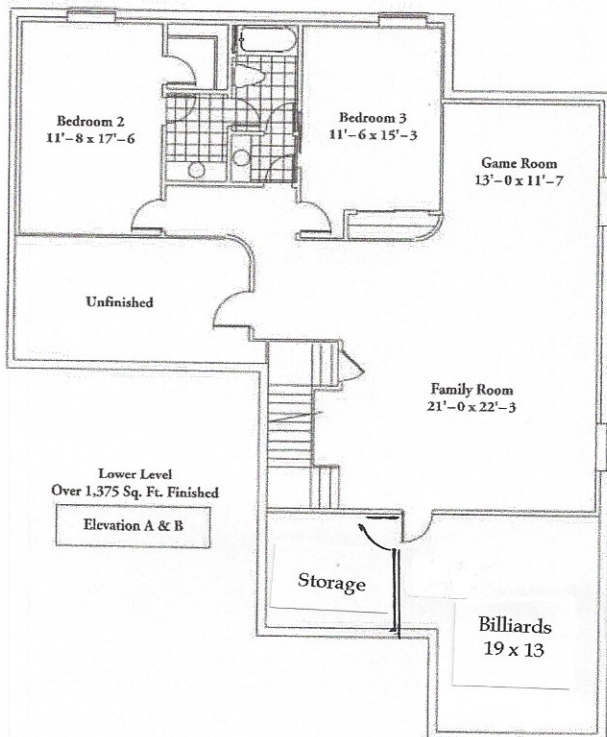 Bedroom 2
11'-8 x 17'-6
Bedroom 3
11'-6 x 15'-3
Game Room
13'-0 x 11'-7
Unfinished
Family Room
21'-0 x 22'-3
Lower Level
Over 1,375 Sq. Ft. Finished
Elevation A & B
Storage
Billiards
19 x 13